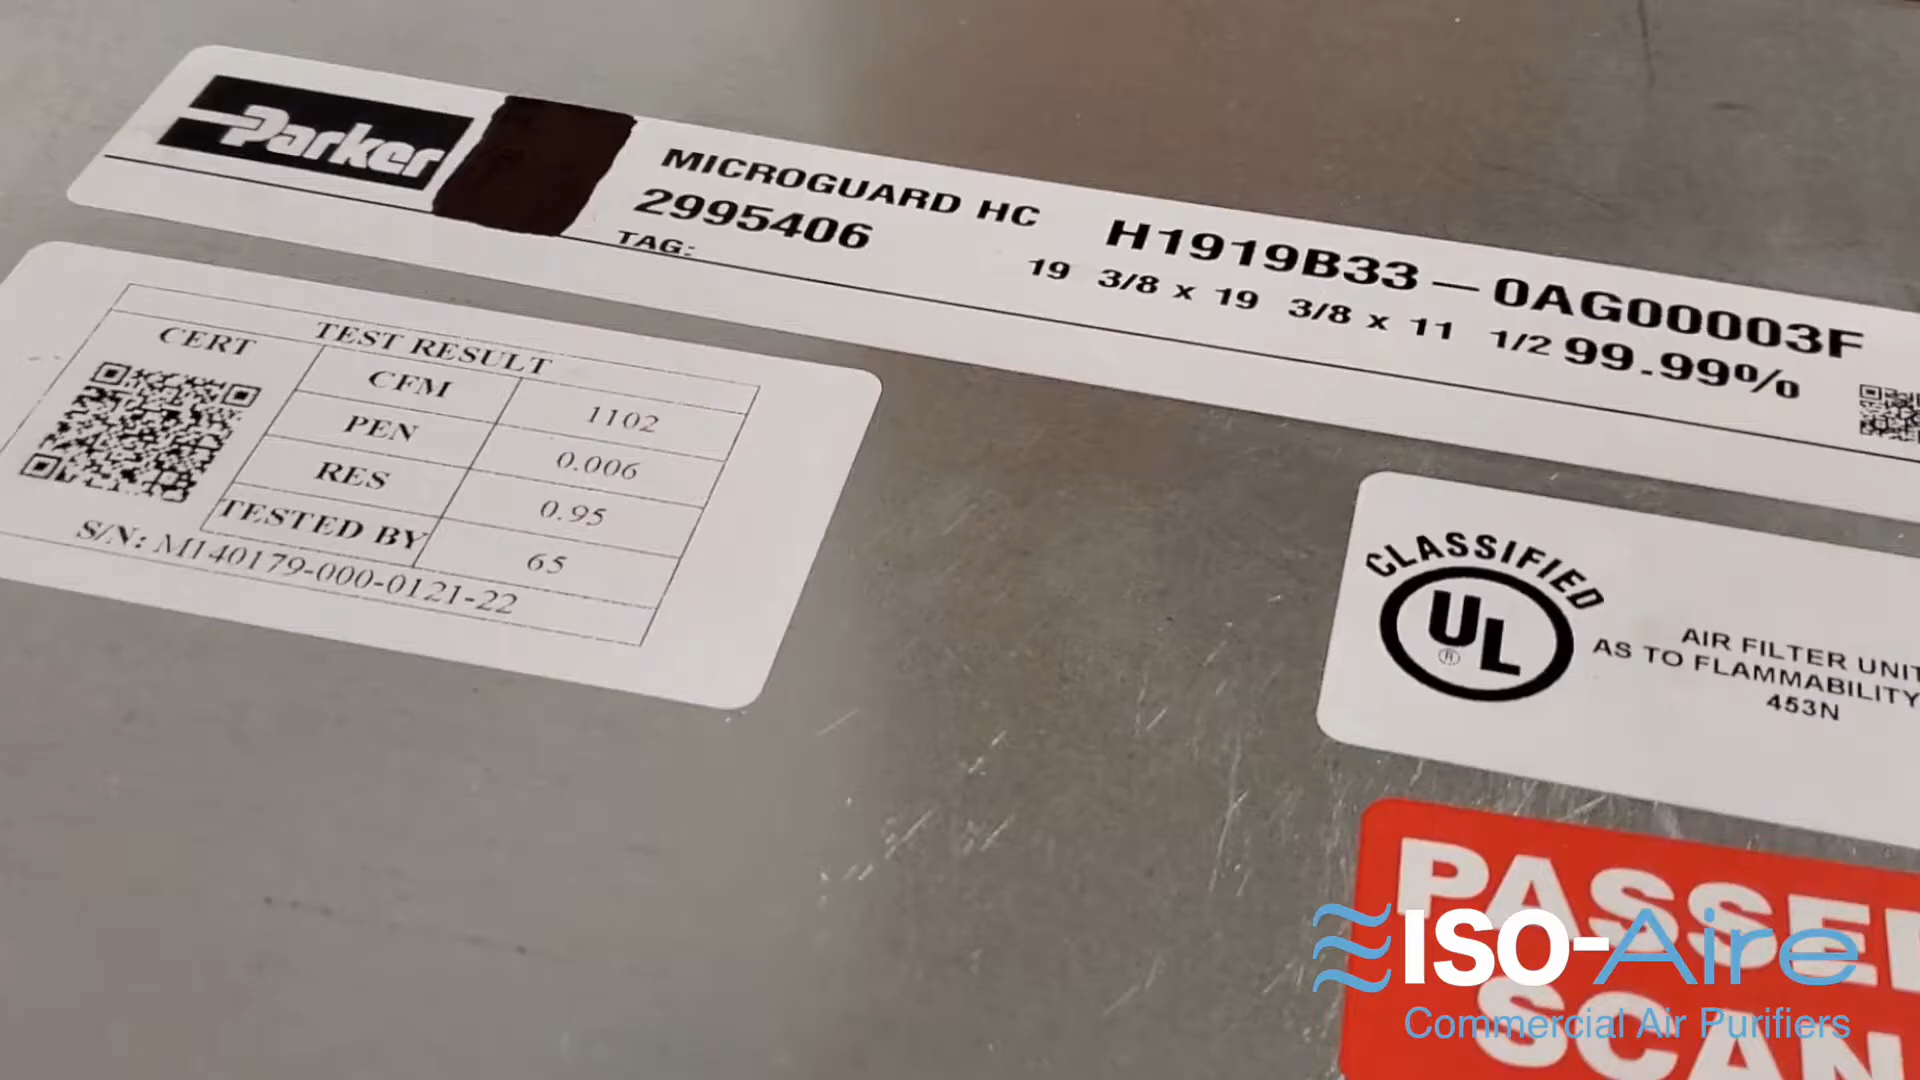 Parker
MICROGUARD HC
2995406
TAG:
H1919B33-0AG00003F
19 3/8 x 19 3/8 x 11 1/2 99.99%
TEST RESULT
CERT
CFM 1102
PEN 0.006
RES 0.95
TESTED BY 65
S/N: M140179-000-0121-22
CLASSIFIED
UL
®
AIR FILTER UNIT
AS TO FLAMMABILITY
453N
PASSE
SCAN
ISO-Aire
Commercial Air Purifiers